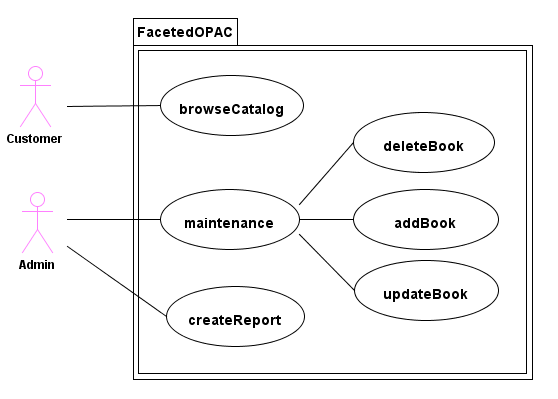 FacetedOPAC
browseCatalog
Customer
deleteBook
maintenance
addBook
Admin
updateBook
createReport